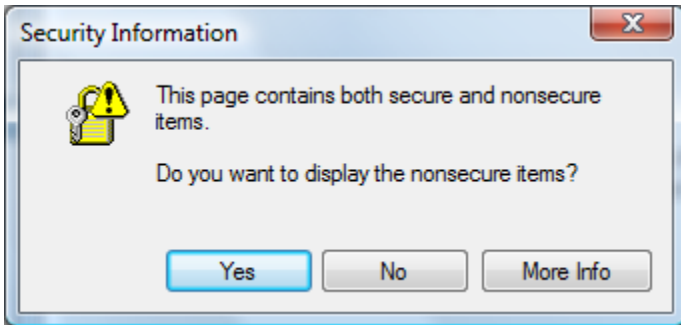 Security Information
This page contains both secure and nonsecure
items.
Do you want to display the nonsecure items?
Yes No More Info